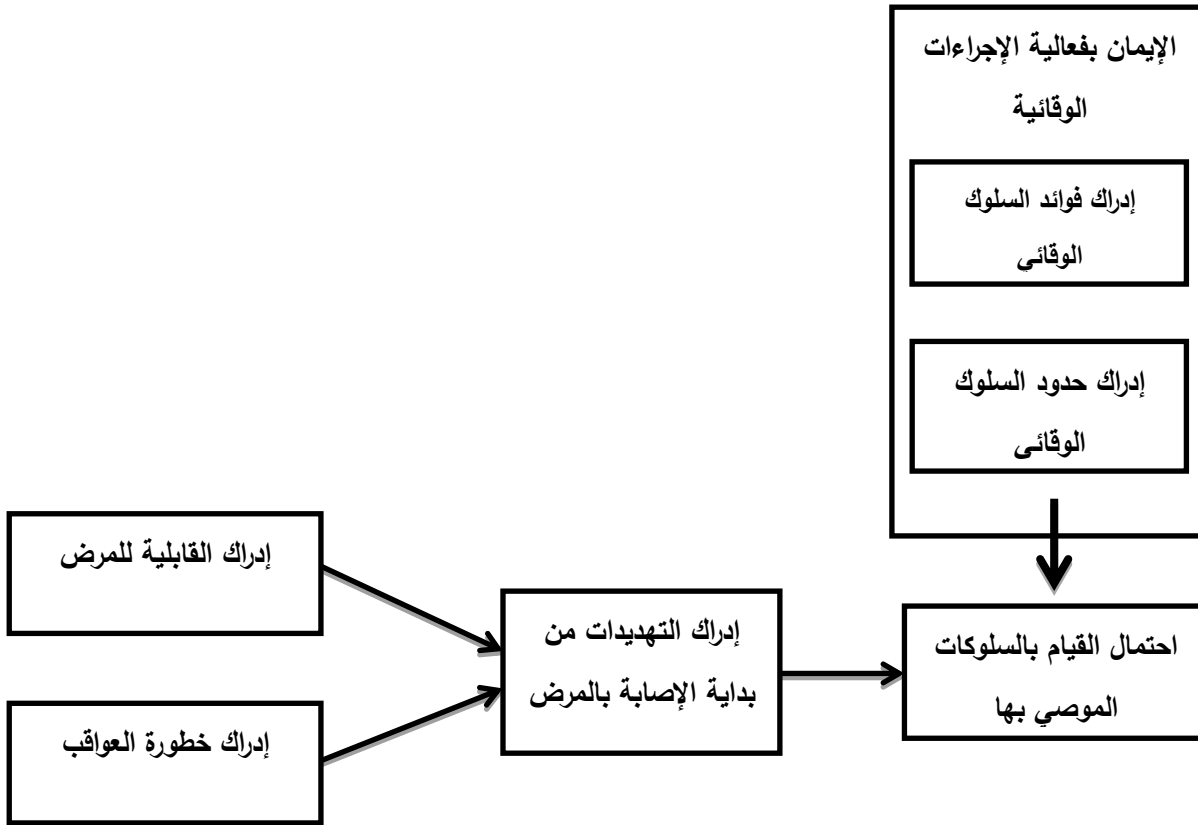 الإيمان بفعالية الإجراءات
الوقائية
إدراك فوائد السلوك
الوقائي
إدراك حدود السلوك
الوقائي
إدراك القابلية للمرض
إدراك التهديدات من
بداية الإصابة بالمرض
احتمال القيام بالسلوكات
الموصي بها
إدراك خطورة العواقب